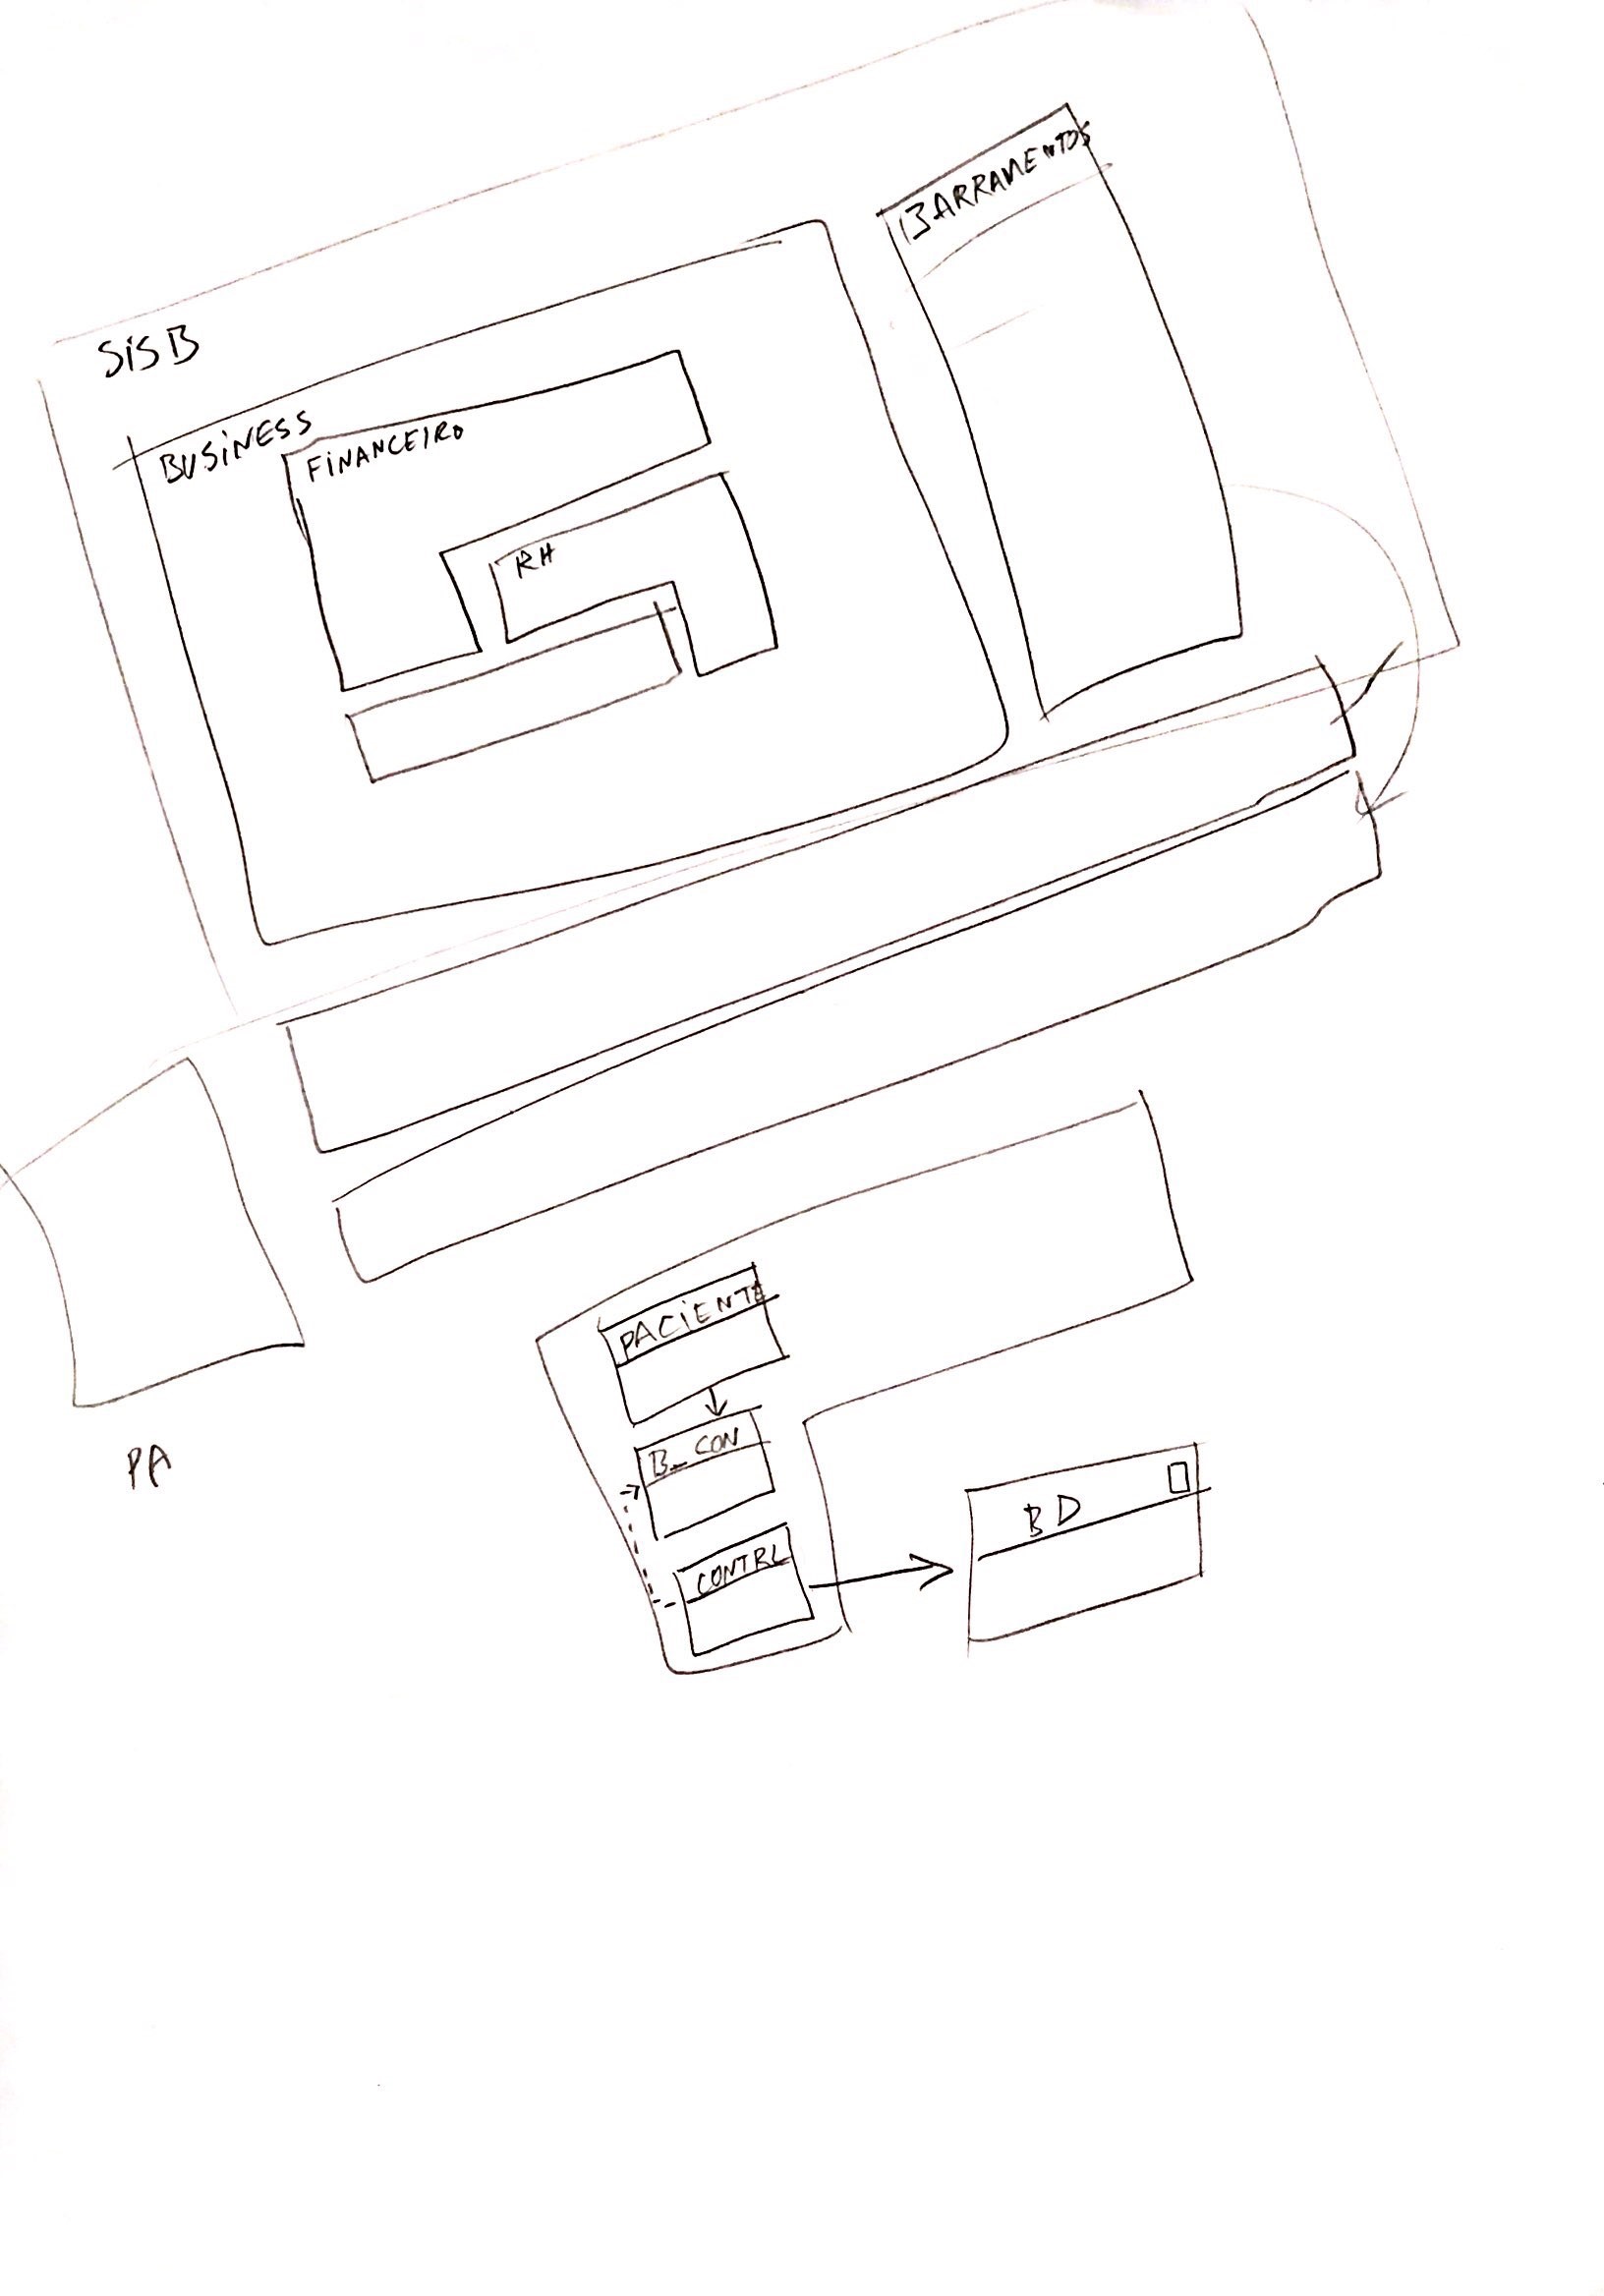 BARRAMENTOS
SiS B
BUSiNESS
FiNANCEiRO
RH
PACiENTE
B_CON
PA
BD
CONTRL